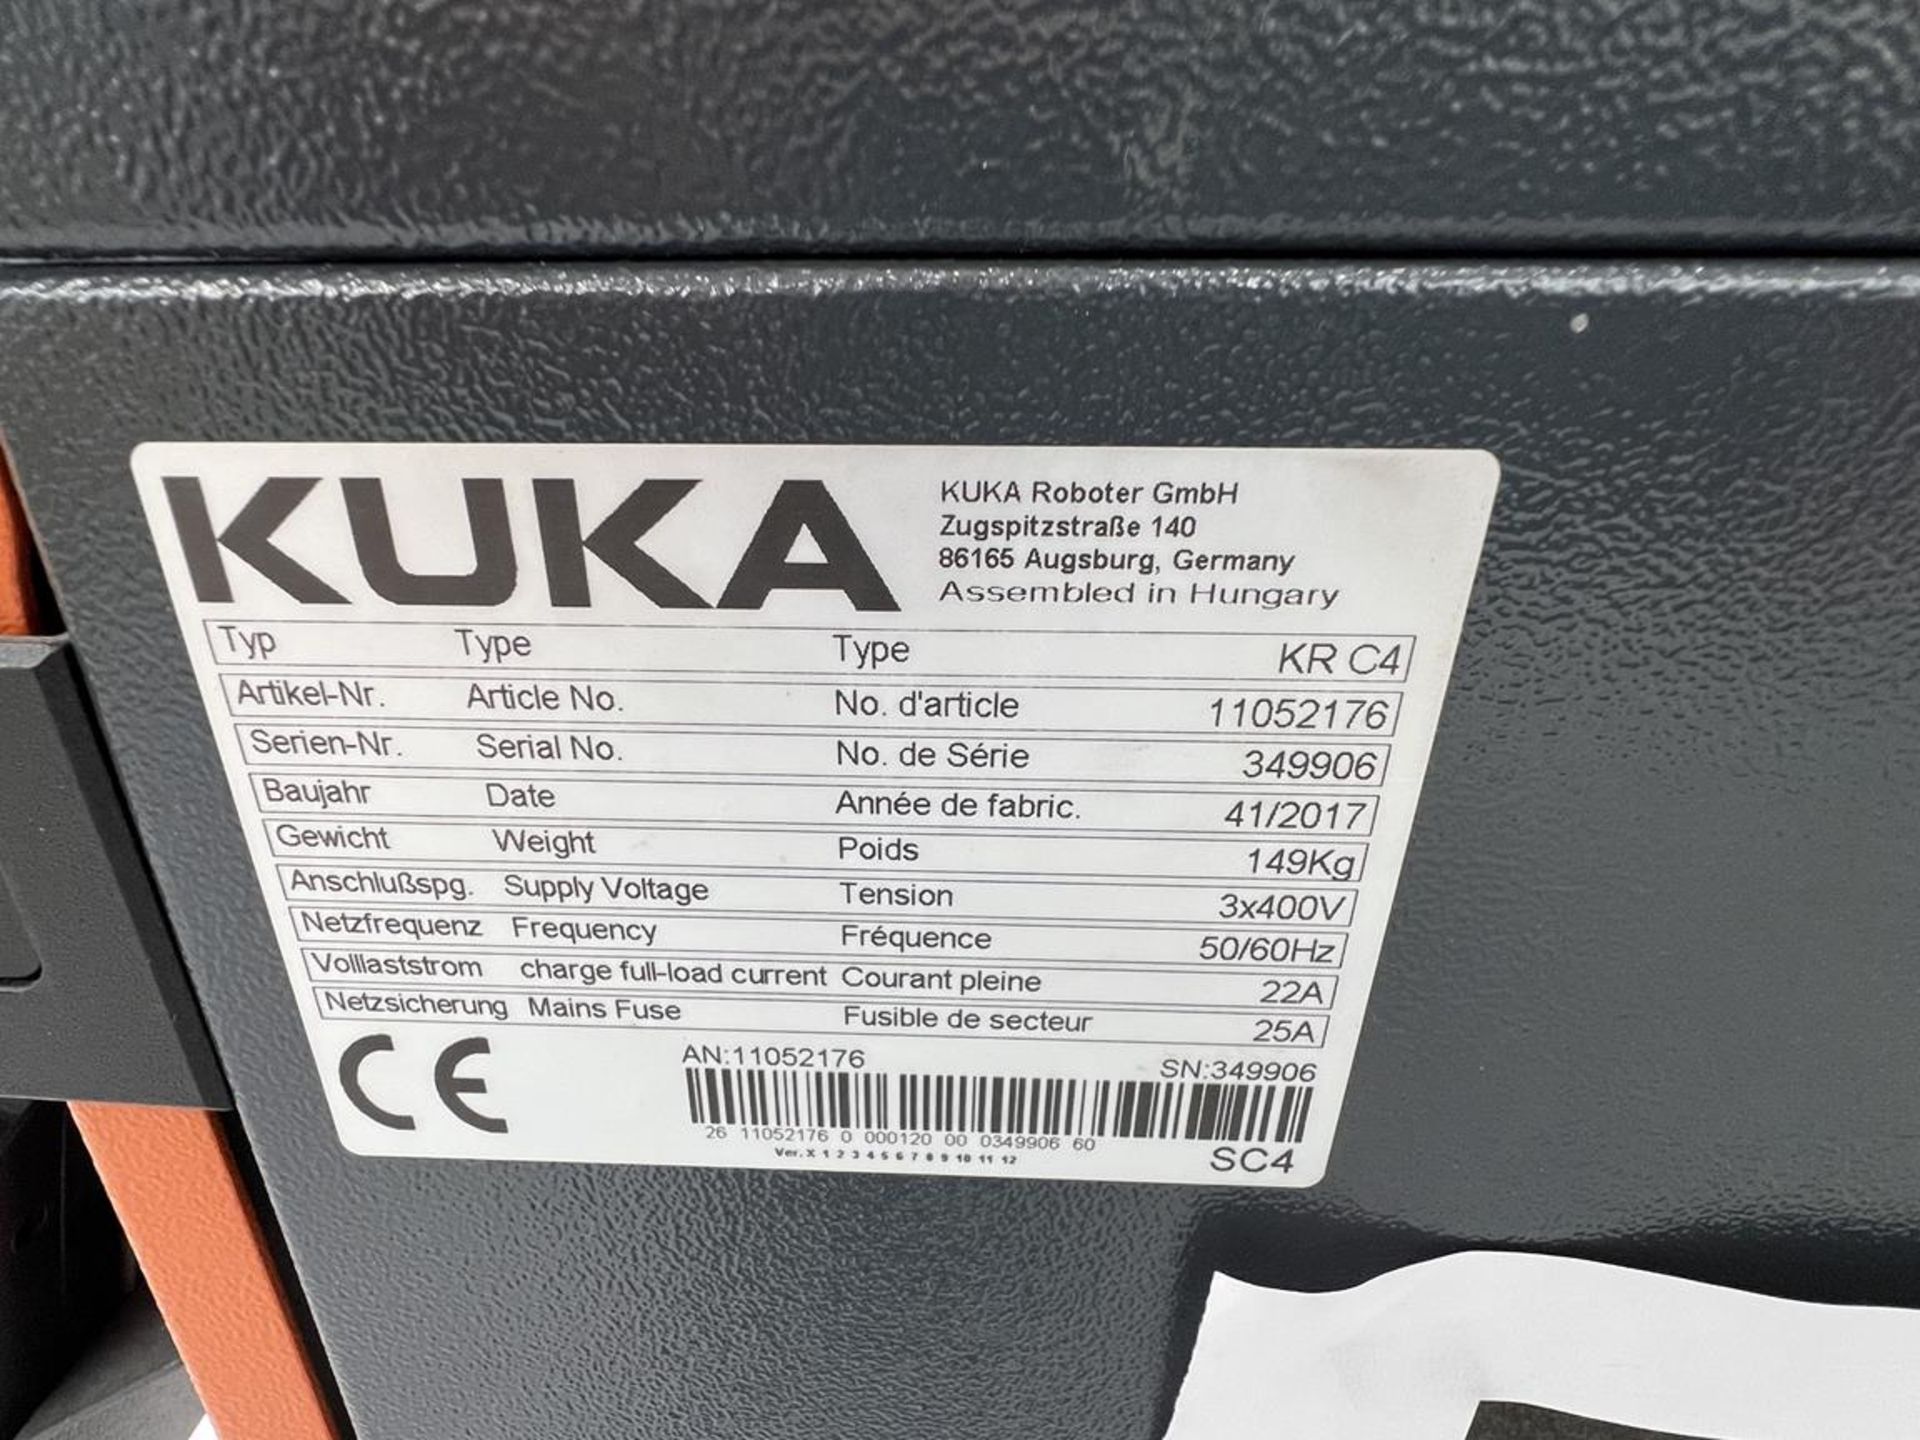 KUKA
KUKA Roboter GmbH
Zugspitzstraße 140
86165 Augsburg, Germany
Assembled in Hungary
Typ Type Type KR C4
Artikel-Nr. Article No. No. d'article 11052176
Serien-Nr. Serial No. No. de Série 349906
Baujahr Date Année de fabric. 41/2017
Gewicht Weight Poids 149Kg
Anschlußspg. Supply Voltage Tension 3x400V
Netzfrequenz Frequency Fréquence 50/60Hz
Volllaststrom charge full-load current Courant pleine 22A
Netzsicherung Mains Fuse Fusible de secteur 25A
CE
AN:11052176 SN:349906
26 11052176 0 000120 00 0349906 60
Ver. X 1 2 3 4 5 6 7 8 9 10 11 12
SC4